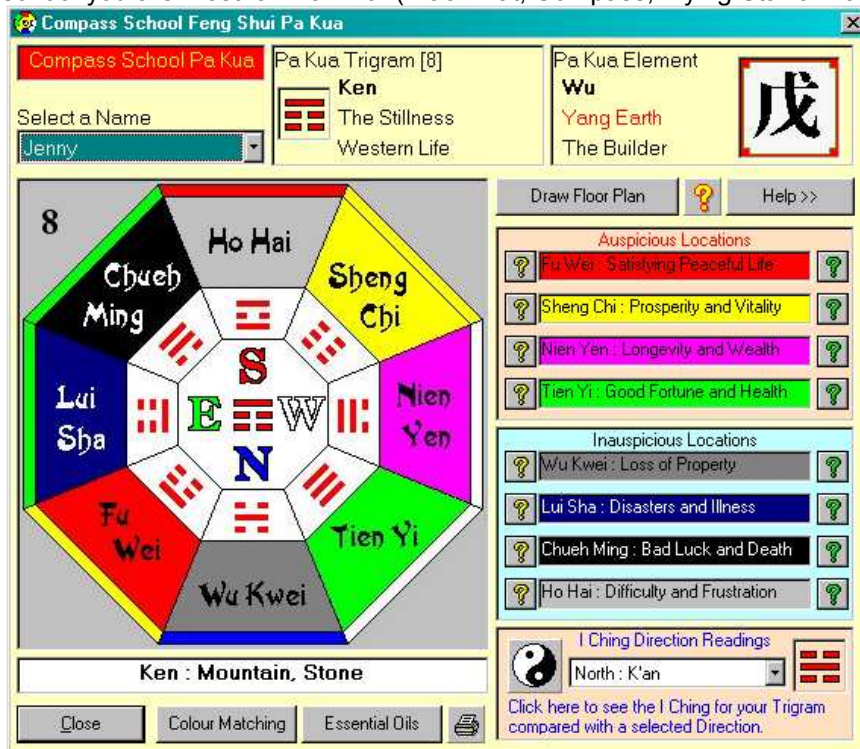 Compass School Feng Shui Pa Kua
Compass School Pa Kua
Select a Name
Jenny
Pa Kua Trigram [8]
Ken
The Stillness
Western Life
Pa Kua Element
Wu
Yang Earth
The Builder
戊
8
Ho Hai
Sheng
Chi
Nien
Yen
Tien Yi
Wu Kwei
Fu
Wei
Lui
Sha
Chueh
Ming
S
E W
N
Ken : Mountain, Stone
Close
Colour Matching
Essential Oils
Draw Floor Plan
?
Help >>
Auspicious Locations
? Fu Wei : Satisfying Peaceful Life ?
? Sheng Chi : Prosperity and Vitality ?
? Nien Yen : Longevity and Wealth ?
? Tien Yi : Good Fortune and Health ?
Inauspicious Locations
? Wu Kwei : Loss of Property ?
? Lui Sha : Disasters and Illness ?
? Chueh Ming : Bad Luck and Death ?
? Ho Hai : Difficulty and Frustration ?
I Ching Direction Readings
North : K'an
Click here to see the I Ching for your Trigram
compared with a selected Direction.